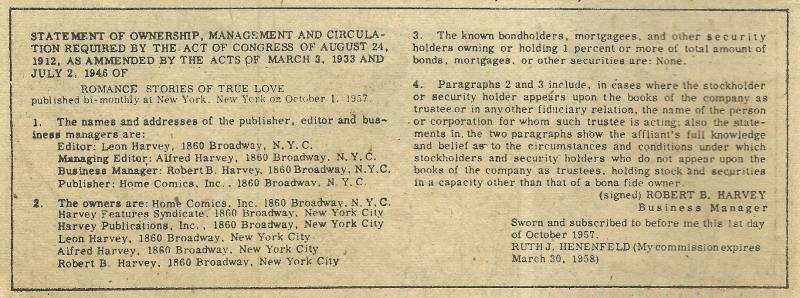 STATEMENT OF OWNERSHIP, MANAGEMENT AND CIRCULA-
TION REQUIRED BY THE ACT OF CONGRESS OF AUGUST 24,
1912, AS AMMENDED BY THE ACTS OF MARCH 3, 1933 AND
JULY 2, 1946 OF
ROMANCE STORIES OF TRUE LOVE
published bi-monthly at New York, New York on October 1, 1957
1. The names and addresses of the publisher, editor and bus-
iness managers are:
Editor: Leon Harvey, 1860 Broadway, N.Y.C.
Managing Editor: Alfred Harvey, 1860 Broadway, N.Y.C.
Business Manager: Robert B. Harvey, 1860 Broadway, N.Y.C.
Publisher: Home Comics, Inc., 1860 Broadway, N.Y.C.
2. The owners are: Home Comics, Inc. 1860 Broadway, N.Y.C.
Harvey Features Syndicate, 1860 Broadway, New York City
Harvey Publications, Inc., 1860 Broadway, New York City
Leon Harvey, 1860 Broadway, New York City
Alfred Harvey, 1860 Broadway, New York City
Robert B. Harvey, 1860 Broadway, New York City
3. The known bondholders, mortgagees, and other security
holders owning or holding 1 percent or more of total amount of
bonds, mortgages, or other securities are: None.
4. Paragraphs 2 and 3 include, in cases where the stockholder
or security holder appears upon the books of the company as
trustee or in any other fiduciary relation, the name of the person
or corporation for whom such trustee is acting; also the state-
ments in the two paragraphs show the affiant's full knowledge
and belief as to the circumstances and conditions under which
stockholders and security holders who do not appear upon the
books of the company as trustees, holding stock and securities
in a capacity other than that of a bona fide owner.
(signed) ROBERT B. HARVEY
Business Manager
Sworn and subscribed to before me this 1st day
of October 1957.
RUTH J. HENENFELD (My commission expires
March 30, 1958)